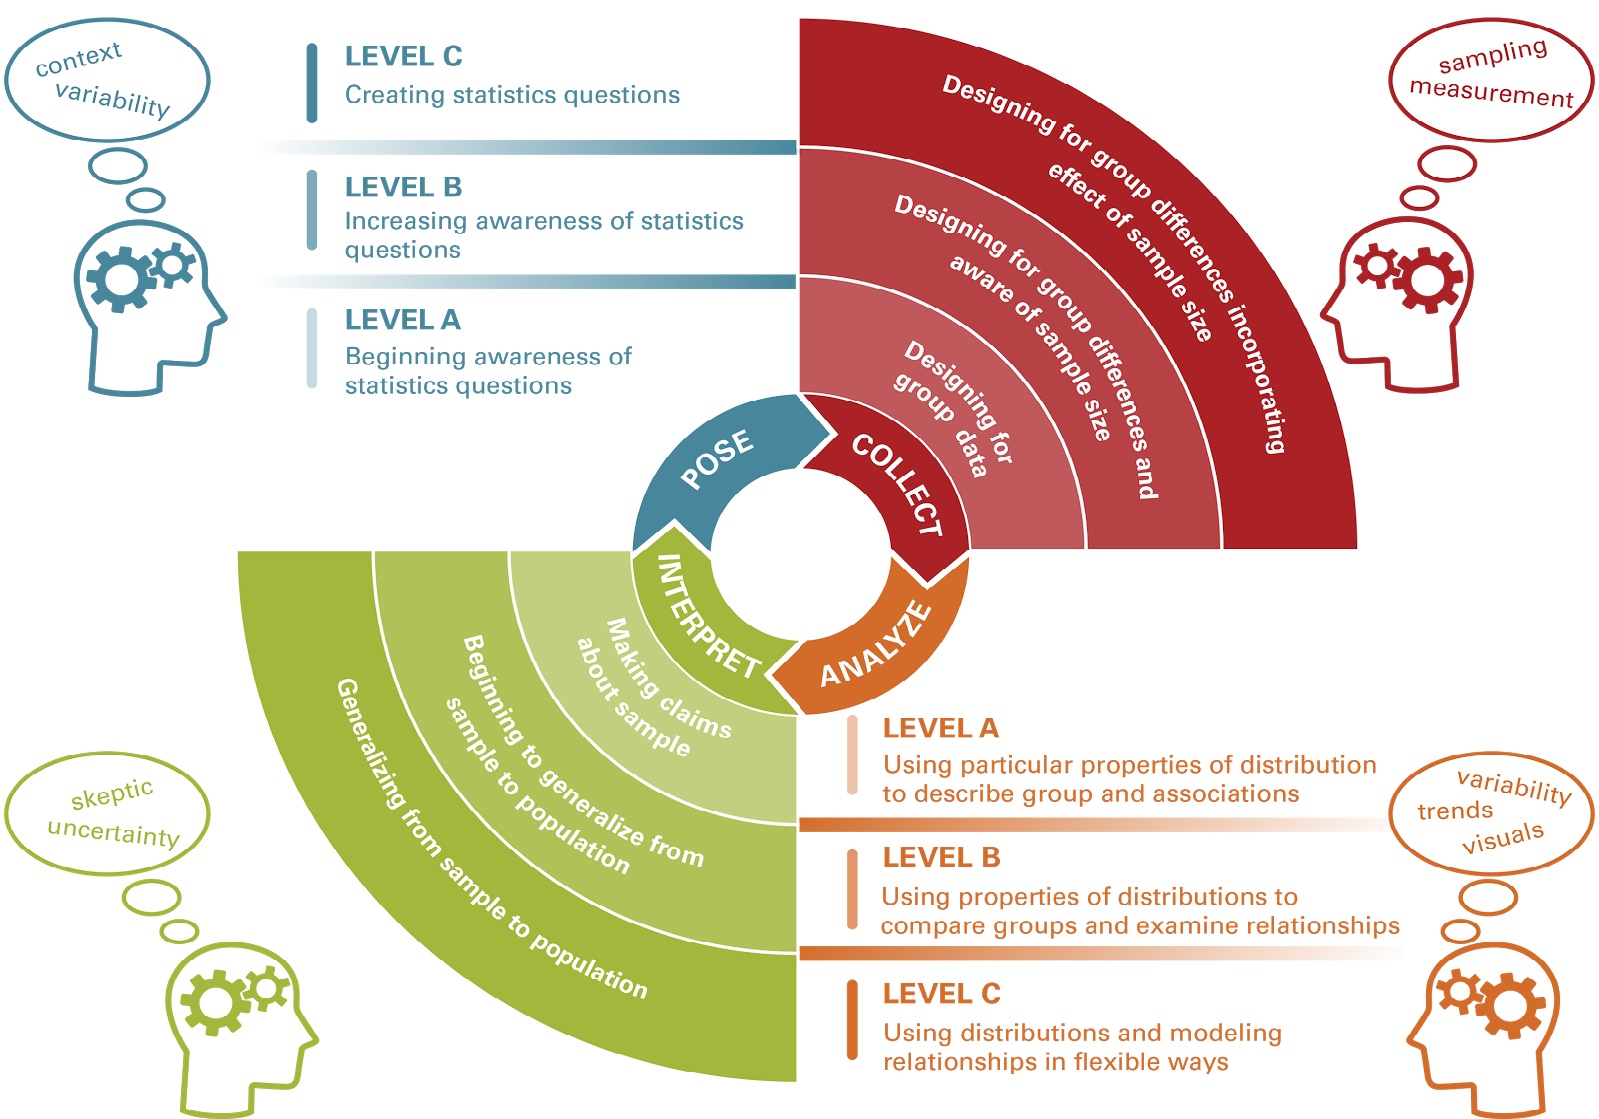 context
variability
LEVEL C
Creating statistics questions
LEVEL B
Increasing awareness of statistics
questions
LEVEL A
Beginning awareness of
statistics questions
sampling
measurement
Designing for group differences incorporating
effect of sample size
Designing for group differences and
aware of sample size
Designing for
group data
POSE
COLLECT
ANALYZE
INTERPRET
Making claims
about sample
Beginning to generalize from
sample to population
Generalizing from sample to population
skeptic
uncertainty
LEVEL A
Using particular properties of distribution
to describe group and associations
LEVEL B
Using properties of distributions to
compare groups and examine relationships
LEVEL C
Using distributions and modeling
relationships in flexible ways
variability
trends
visuals